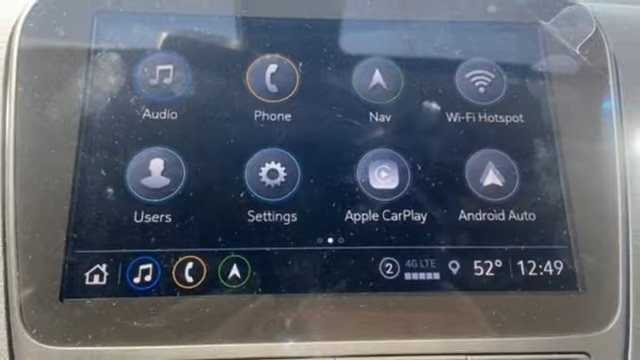 Audio Phone Nav Wi-Fi Hotspot
Users Settings Apple CarPlay Android Auto
2 4G LTE 52° 12:49